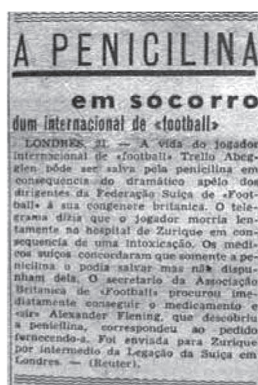 A PENICILINA
em socorro
dum internacional de «football»
LONDRES, 21. — A vida do jogador
internacional de «football» Trello Abeg-
glen pôde ser salva pela penicilina em
consequencia do dramático apêlo dos
dirigentes da Federação Suiça de «Foot-
ball» á sua congenere britanica. O tele-
grama dizia que o jogador morria len-
tamente no hospital de Zurique em con-
sequencia de uma intoxicação. Os medi-
cos suiços concordaram que somente a pe-
nicilina o podia salvar mas não dispu-
nham dela. O secretario da Associação
Britanica de «Football» procurou ime-
diatamente conseguir o medicamento e
«sir» Alexander Flening, que descobriu
a penicilina, correspondeu ao pedido
fornecendo-a. Foi enviada para Zurique
por intermedio da Legação da Suiça em
Londres. — (Reuter).